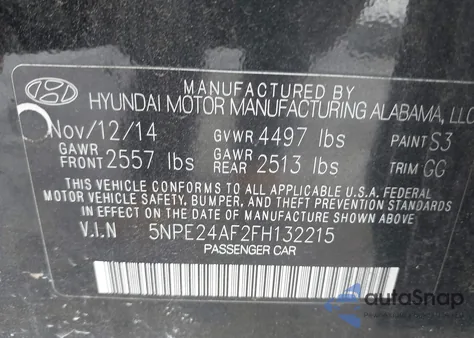 MANUFACTURED BY
HYUNDAI MOTOR MANUFACTURING ALABAMA, LLC
Nov/12/14 GVWR 4497 lbs PAINT S3
GAWR FRONT 2557 lbs GAWR REAR 2513 lbs TRIM GG
THIS VEHICLE CONFORMS TO ALL APPLICABLE U.S.A. FEDERAL
MOTOR VEHICLE SAFETY, BUMPER, AND THEFT PREVENTION STANDARDS
IN EFFECT ON THE DATE OF MANUFACTURE SHOWN ABOVE.
V.I.N 5NPE24AF2FH132215
PASSENGER CAR
autoSnap